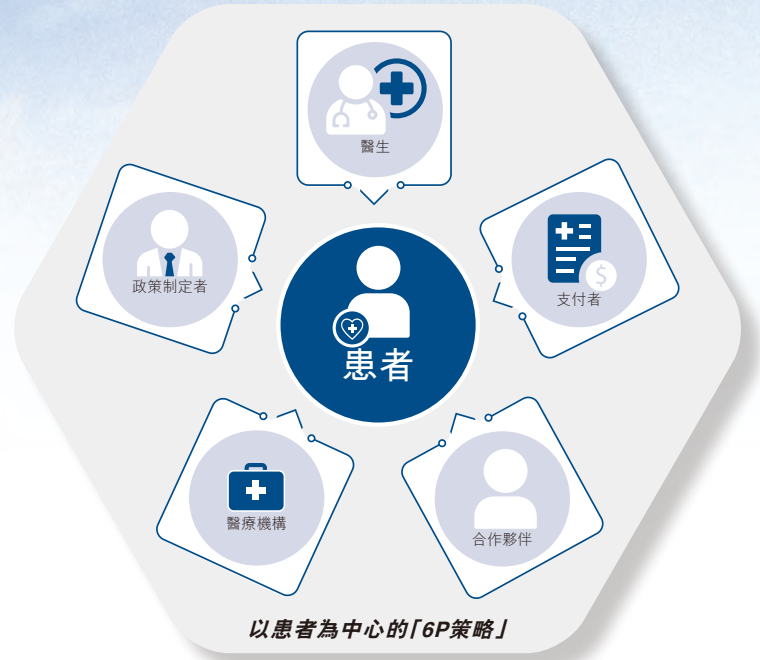 醫生
政策制定者
支付者
患者
醫療機構
合作夥伴
以患者為中心的「6P策略」